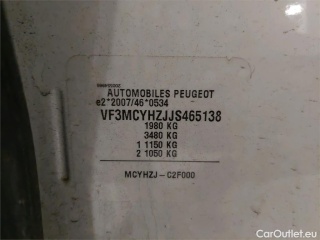 AUTOMOBILES PEUGEOT
e2*2007/46*0534
VF3MCYHZJJS465138
1980 KG
3480 KG
1 1150 KG
2 1050 KG
MCYHZJ-C2F000
CarOutlet.eu